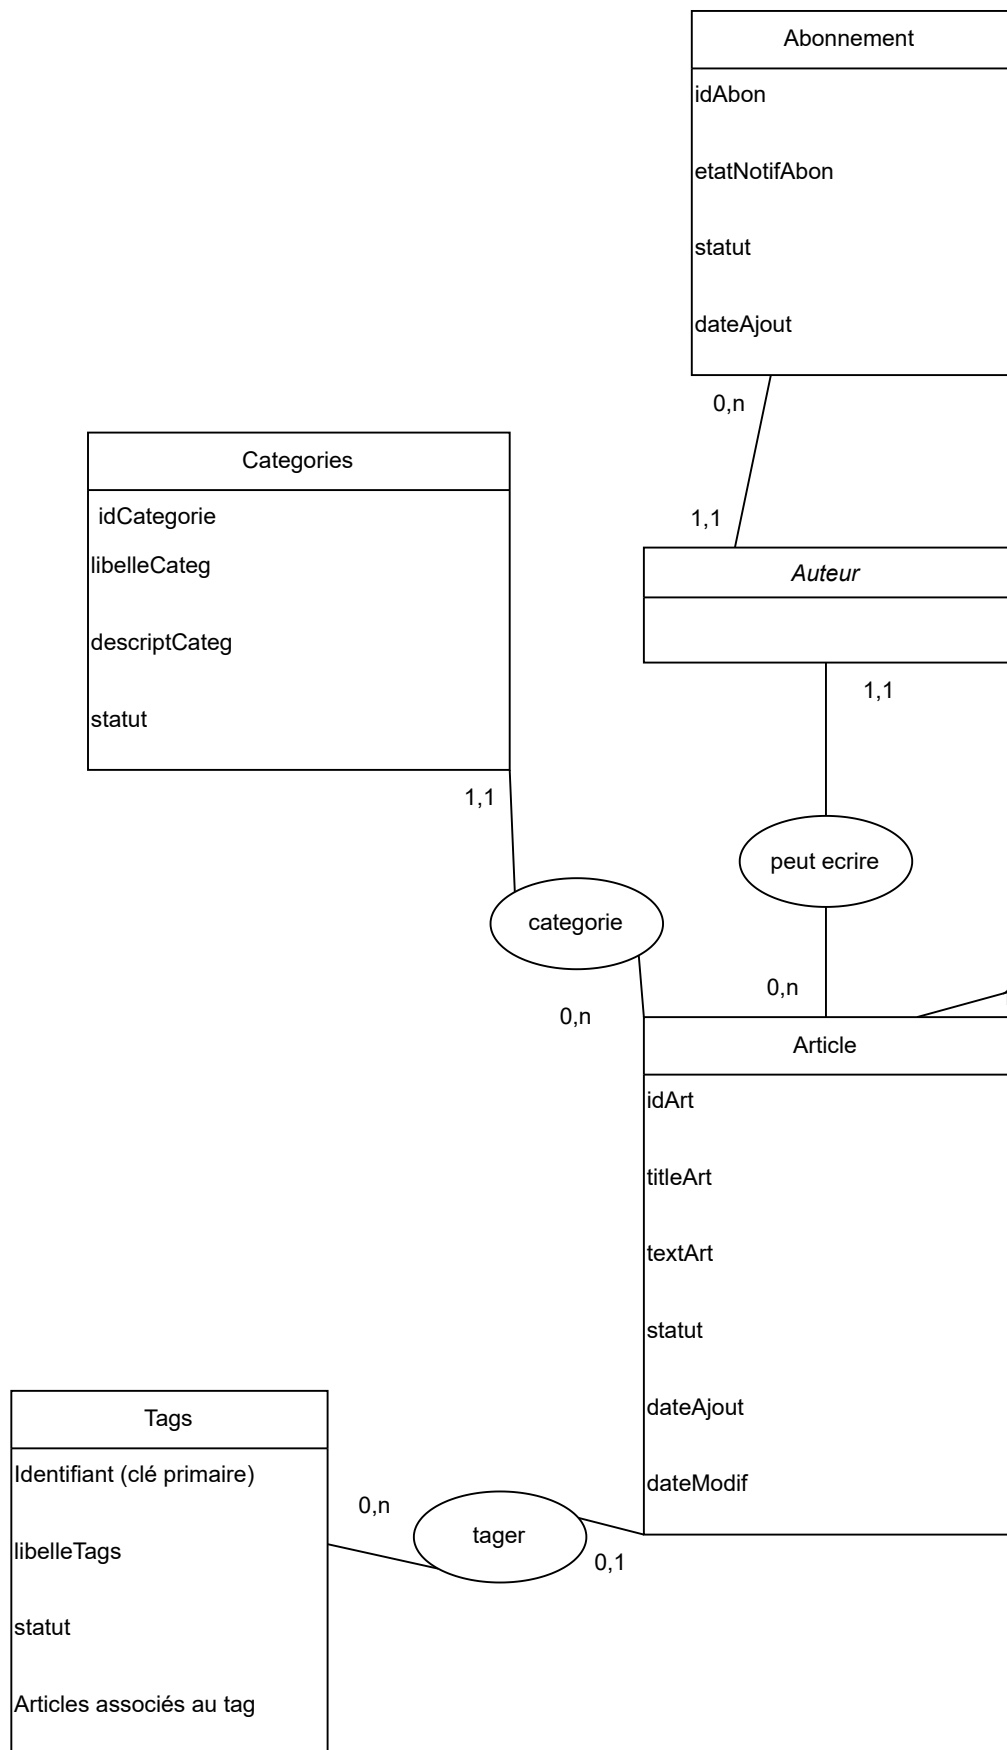 Abonnement
idAbon
etatNotifAbon
statut
dateAjout
0,n
1,1
Categories
idCategorie
libelleCateg
descriptCateg
statut
1,1
Auteur
1,1
peut ecrire
categorie
0,n
0,n
Article
idArt
titleArt
textArt
statut
dateAjout
dateModif
Tags
Identifiant (clé primaire)
libelleTags
statut
Articles associés au tag
0,n
tager
0,1